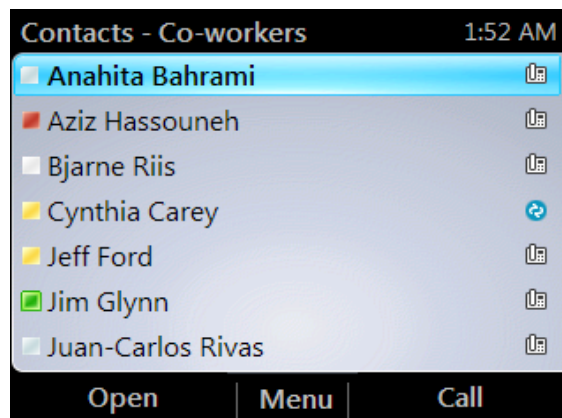 Contacts - Co-workers 1:52 AM
Anahita Bahrami
Aziz Hassouneh
Bjarne Riis
Cynthia Carey
Jeff Ford
Jim Glynn
Juan-Carlos Rivas
Open Menu Call